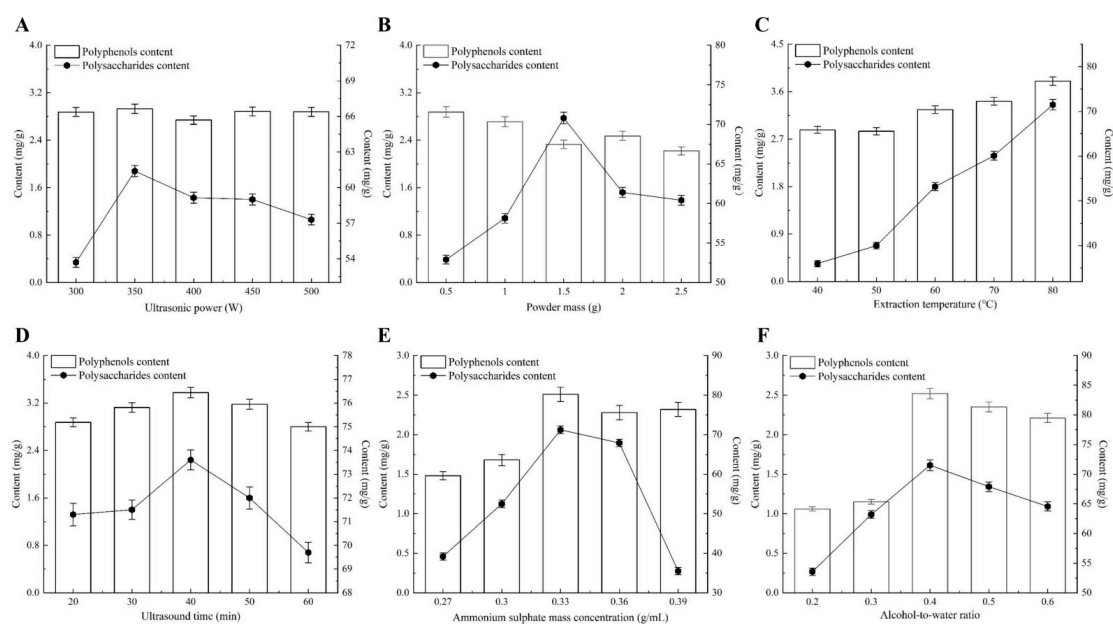 A
Polyphenols content
Polysaccharides content
Content (mg/g)
4.0
3.2
2.4
1.6
0.8
0.0
72
69
66
63
60
57
54
Content (mg/g)
300 350 400 450 500
Ultrasonic power (W)
B
Polyphenols content
Polysaccharides content
Content (mg/g)
4.0
3.2
2.4
1.6
0.8
0.0
80
75
70
65
60
55
50
Content (mg/g)
0.5 1 1.5 2 2.5
Powder mass (g)
C
Polyphenols content
Polysaccharides content
Content (mg/g)
4.5
3.6
2.7
1.8
0.9
0.0
80
70
60
50
40
Content (mg/g)
40 50 60 70 80
Extraction temperature (°C)
D
Polyphenols content
Polysaccharides content
Content (mg/g)
4.0
3.2
2.4
1.6
0.8
0.0
78
77
76
75
74
73
72
71
70
69
68
Content (mg/g)
20 30 40 50 60
Ultrasound time (min)
E
Polyphenols content
Polysaccharides content
Content (mg/g)
3.0
2.5
2.0
1.5
1.0
0.5
0.0
90
80
70
60
50
40
30
Content (mg/g)
0.27 0.3 0.33 0.36 0.39
Ammonium sulphate mass concentration (g/mL)
F
Polyphenols content
Polysaccharides content
Content (mg/g)
3.0
2.5
2.0
1.5
1.0
0.5
0.0
90
85
80
75
70
65
60
55
50
Content (mg/g)
0.2 0.3 0.4 0.5 0.6
Alcohol-to-water ratio